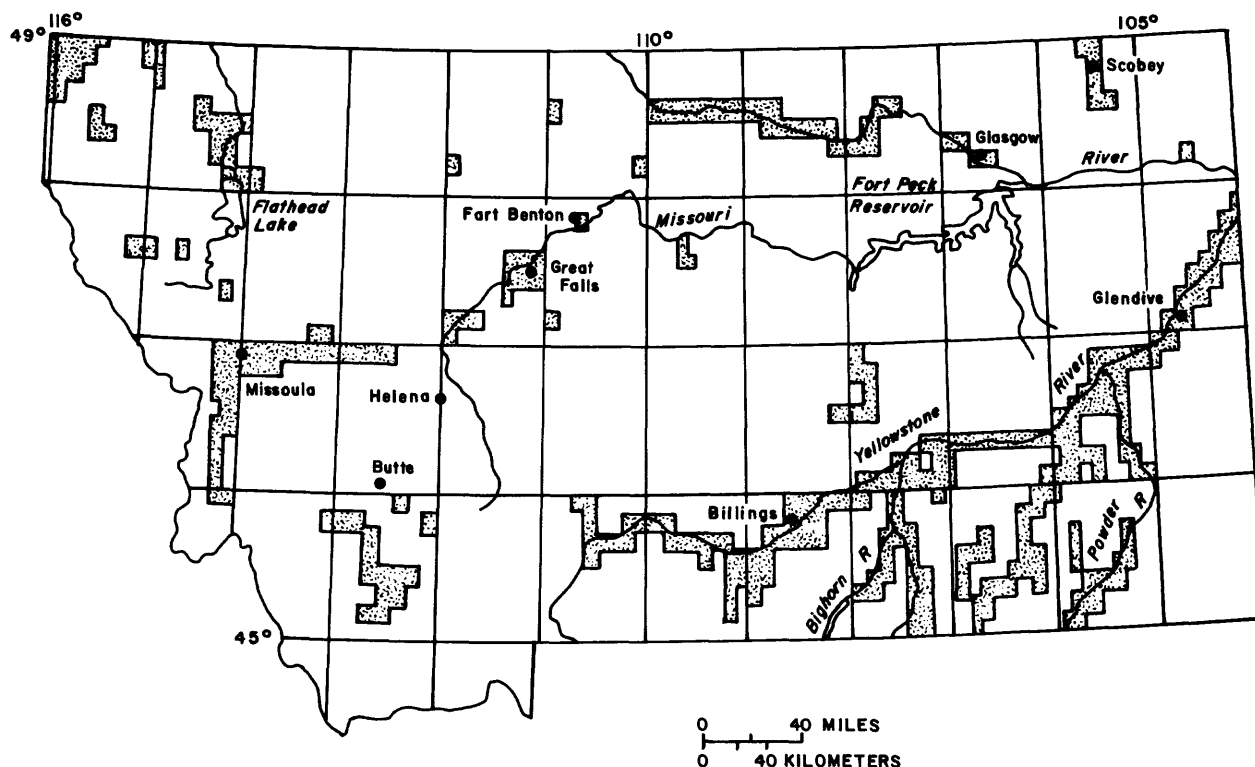 116°
49°
110°
105°
Scobey
Glasgow
River
Fort Peck
Reservoir
Flathead
Lake
Fart Benton
Missouri
Great
Falls
Glendive
Missoula
Helena
River
Yellowstone
Butte
Billings
Bighorn R
Powder R
45°
0 40 MILES
0 40 KILOMETERS